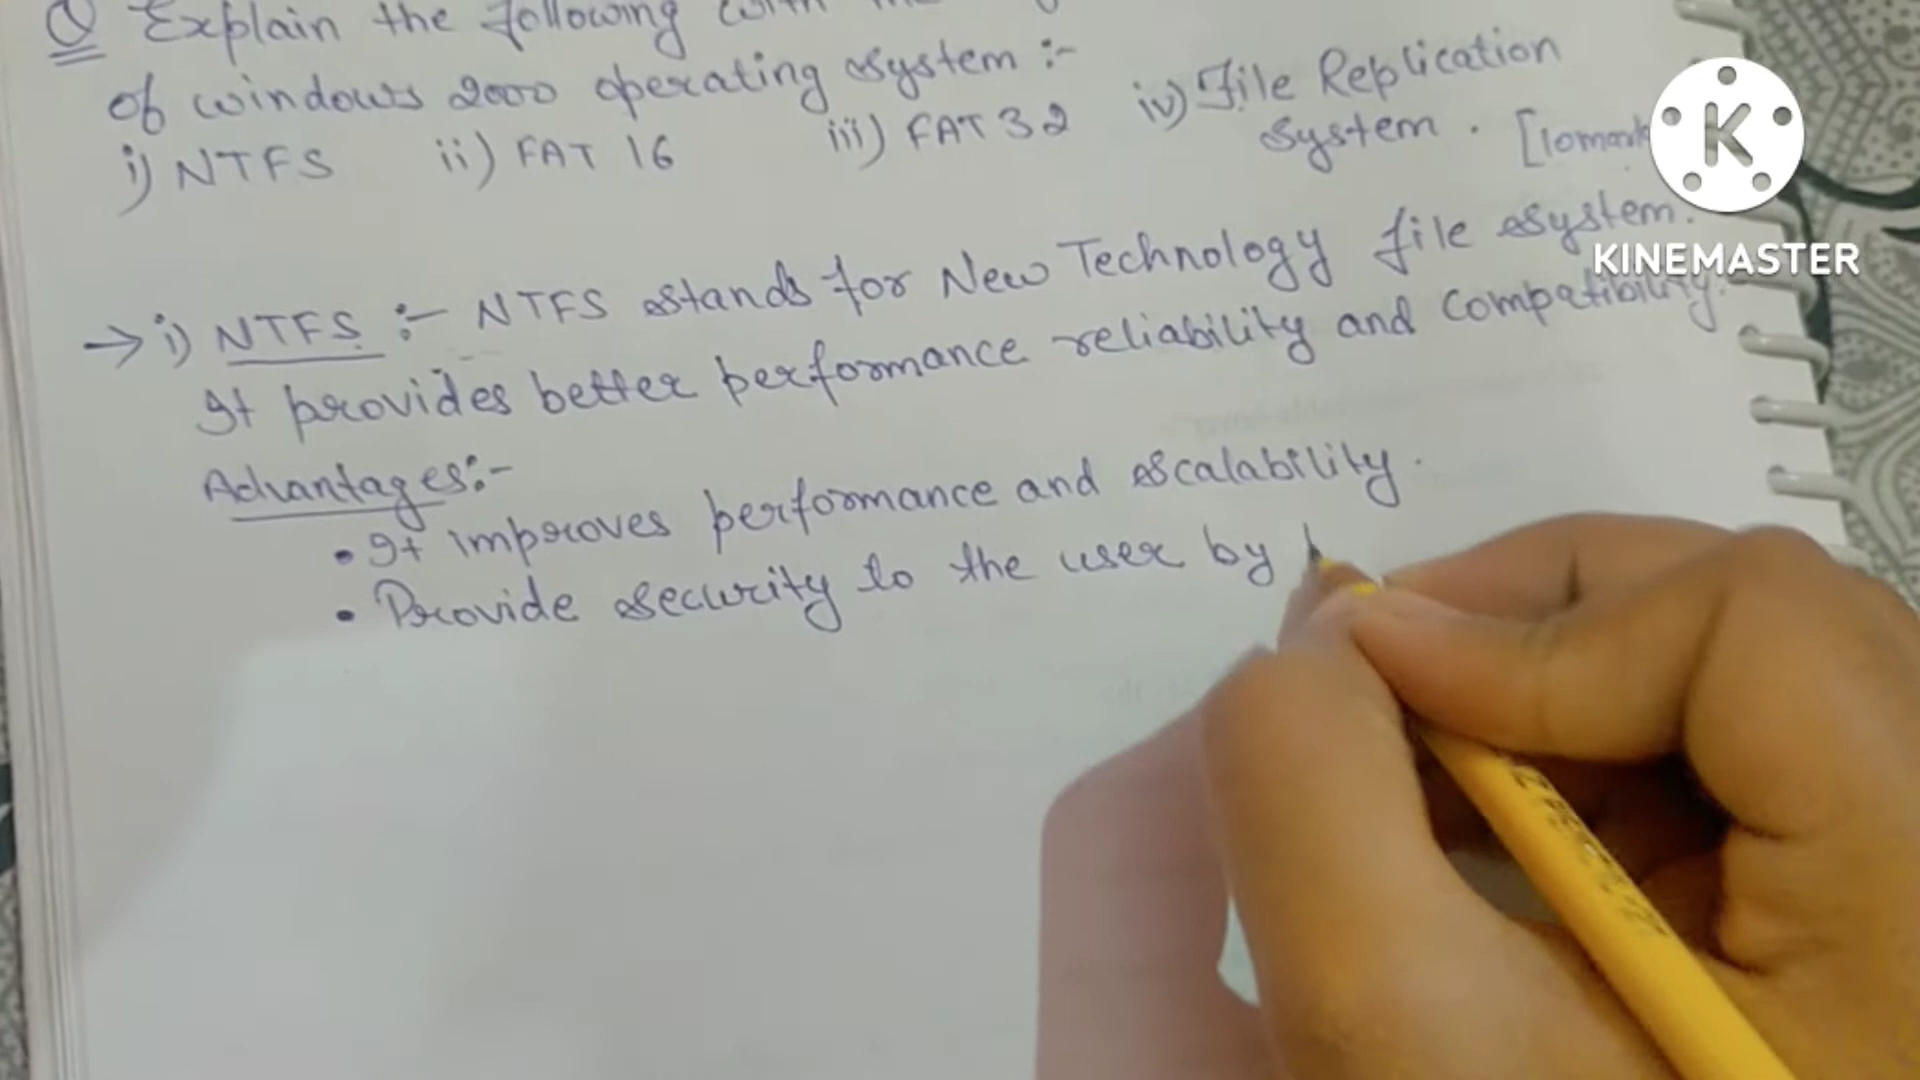 Q Explain the following with
of windows 2000 operating system :-
i) NTFS ii) FAT 16 iii) FAT 32 iv) File Replication
system. [10mark
→ i) NTFS :- NTFS stands for New Technology file system.
It provides better performance reliability and compatibility.
Advantages:-
• It improves performance and scalability.
• Provide security to the user by
K
KINEMASTER